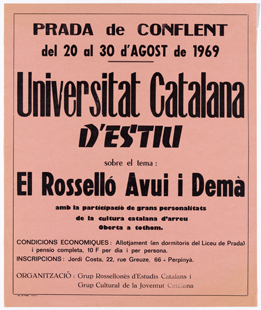 PRADA de CONFLENT
del 20 al 30 d'AGOST de 1969
Universitat Catalana
D'ESTIU
sobre el tema :
El Rosselló Avui i Demà
amb la participació de grans personalitats
de la cultura catalana d'arreu
Oberta a tothom.
CONDICIONS ECONOMIQUES : Allotjament (en dormitoris del Liceu de Prada)
i pensio completa, 10 F per dia i per persona.
INSCRIPCIONS : Jordi Costa, 22, rue Greuze, 66 - Perpinyà.
ORGANITZACIÓ : Grup Rossellonès d'Estudis Catalans i
Grup Cultural de la Joventut Catalana